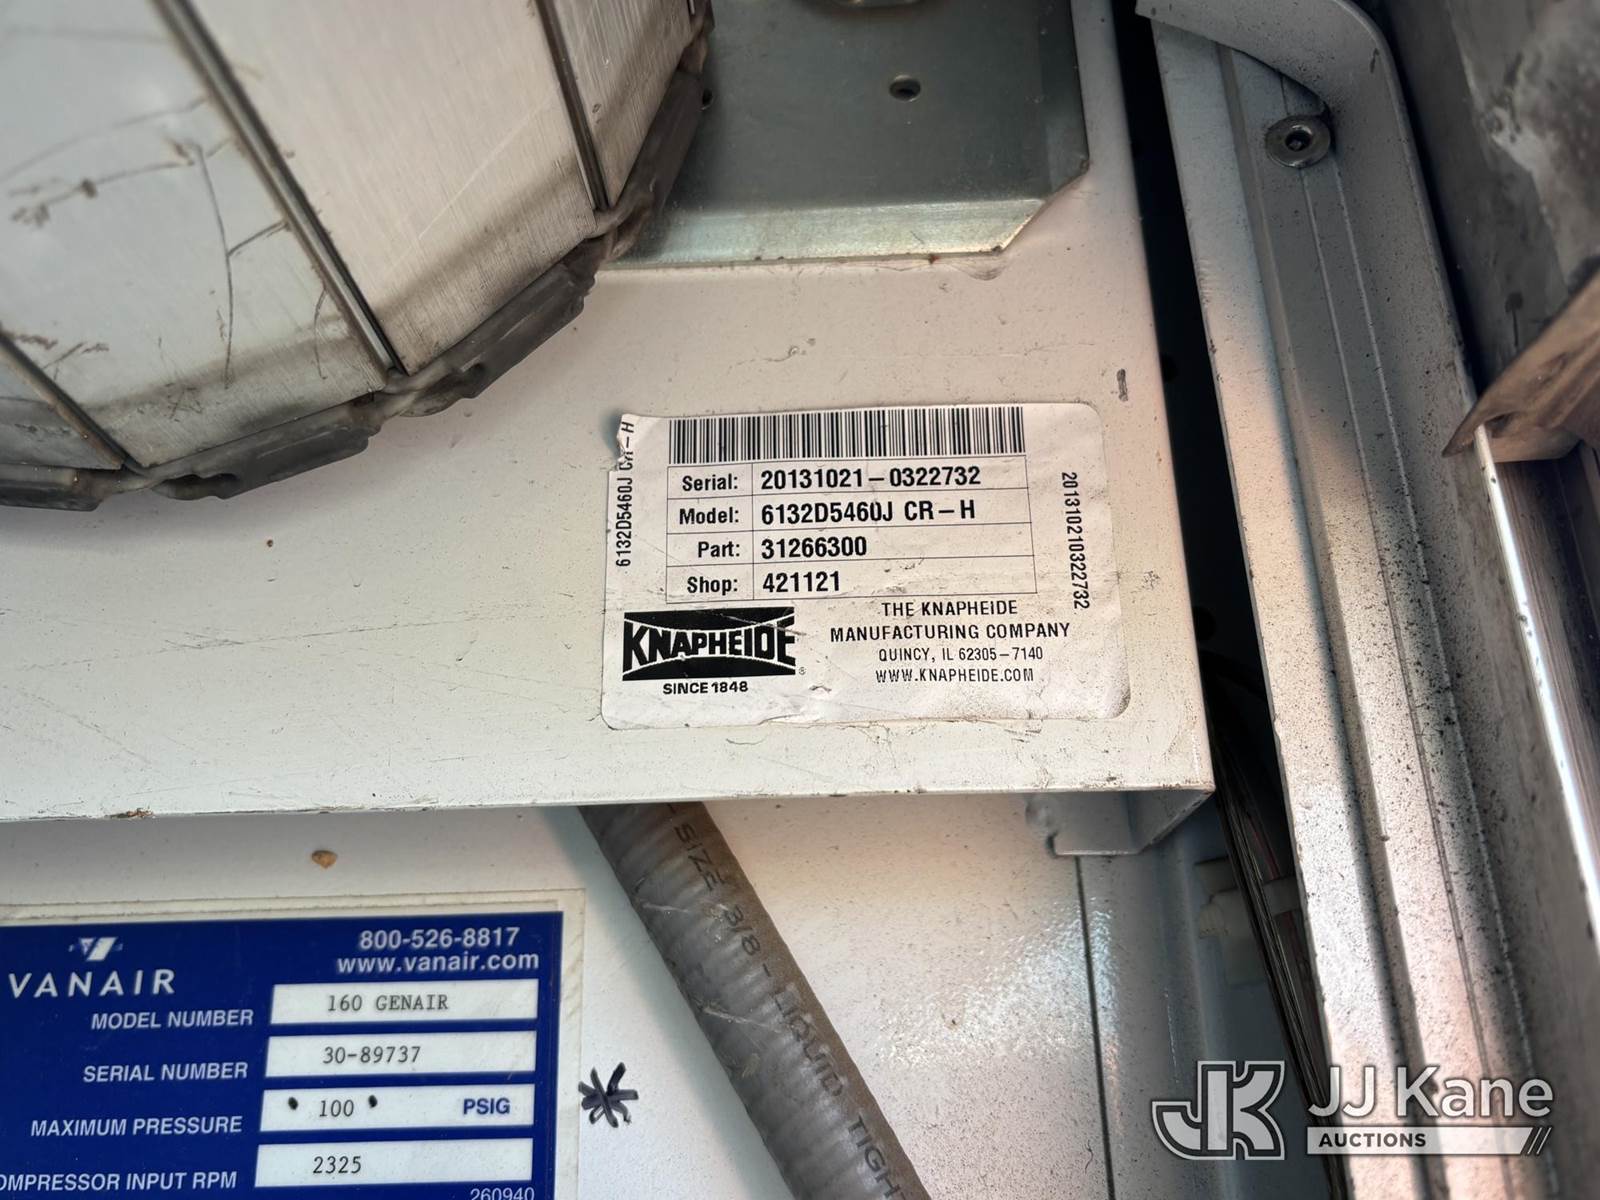 6132D5460J CR-H
Serial: 20131021-0322732
Model: 6132D5460J CR-H
Part: 31266300
Shop: 421121
201310210322732
KNAPHEIDE®
SINCE 1848
THE KNAPHEIDE
MANUFACTURING COMPANY
QUINCY, IL 62305-7140
WWW.KNAPHEIDE.COM
SIZE 3/8 - LIQUID TIGHT
VANAIR
800-526-8817
www.vanair.com
MODEL NUMBER 160 GENAIR
SERIAL NUMBER 30-89737
MAXIMUM PRESSURE 100 PSIG
COMPRESSOR INPUT RPM 2325
260940
JK JJ Kane
AUCTIONS